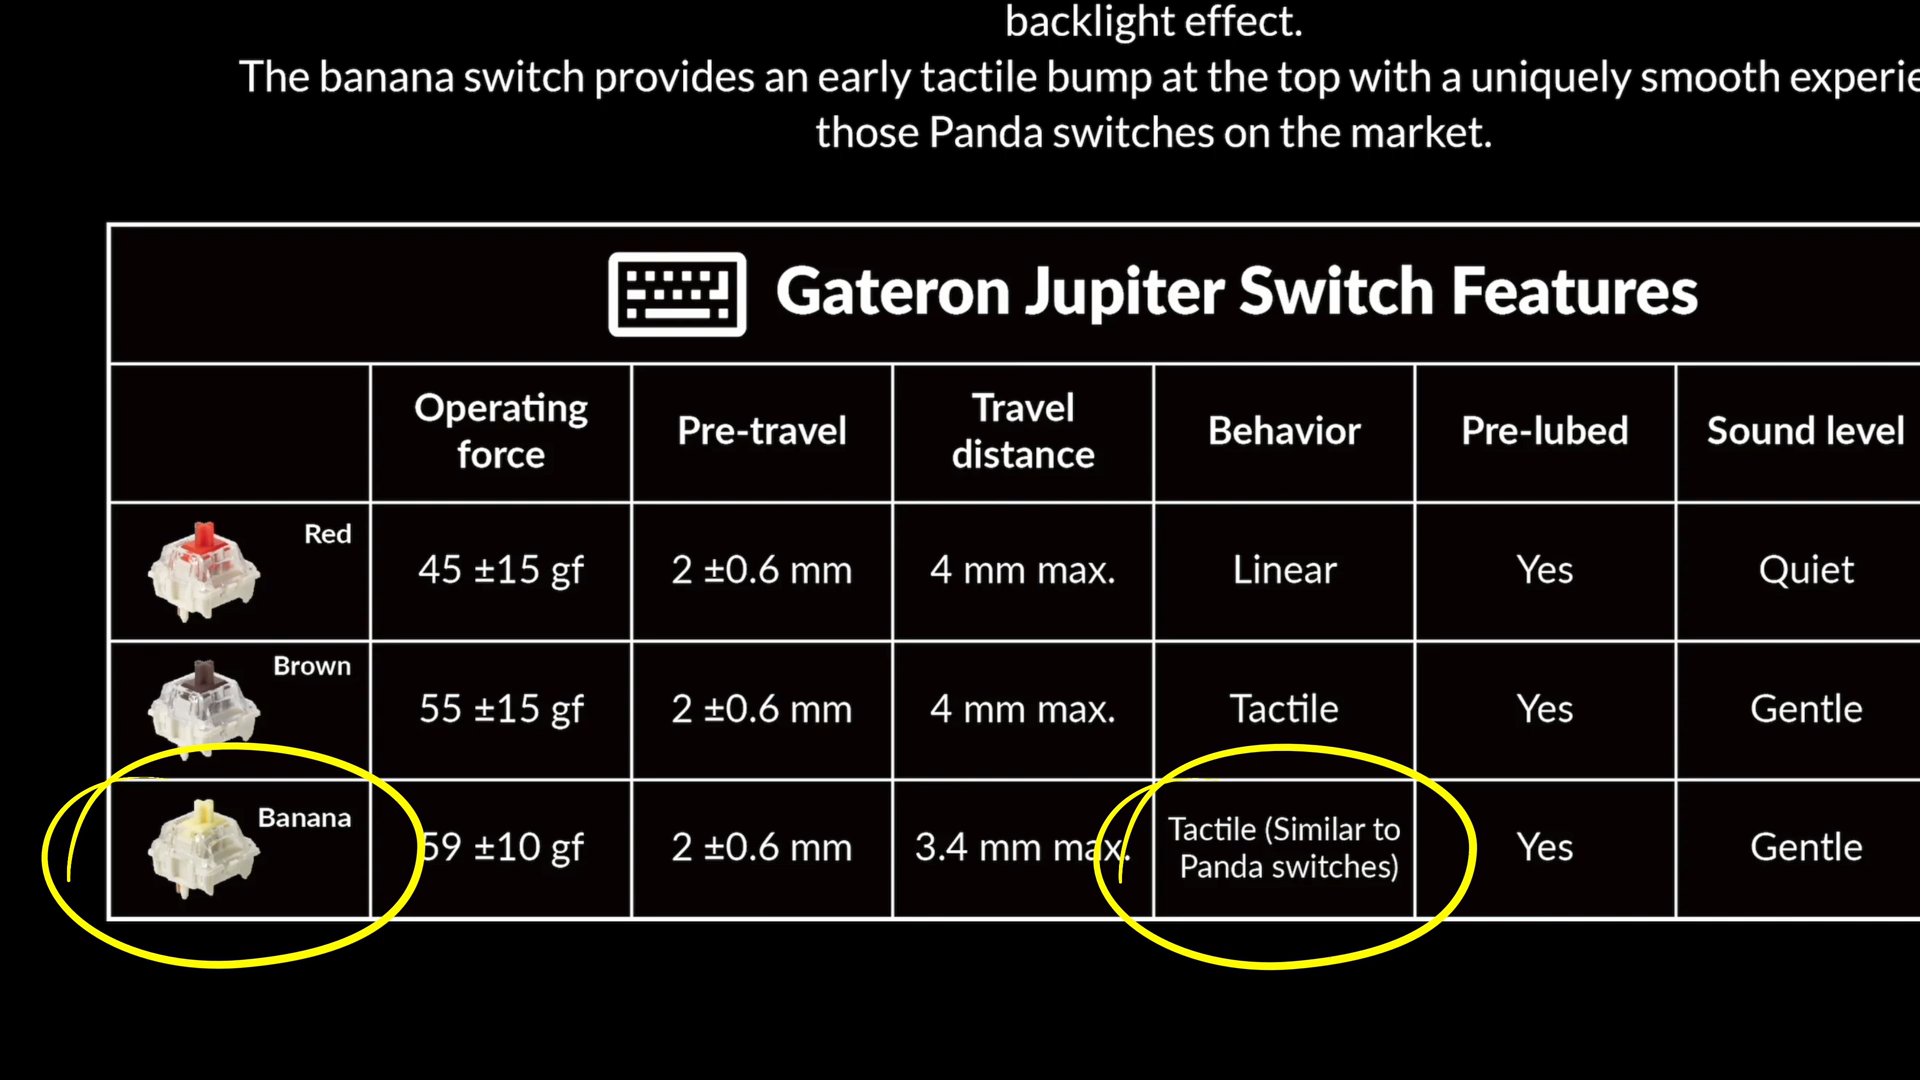 backlight effect.
The banana switch provides an early tactile bump at the top with a uniquely smooth
those Panda switches on the market.
Gateron Jupiter Switch Features
Operating force
Pre-travel
Travel distance
Behavior
Pre-lubed
Sound level
Red
45 ±15 gf
2 ±0.6 mm
4 mm max.
Linear
Yes
Quiet
Brown
55 ±15 gf
2 ±0.6 mm
4 mm max.
Tactile
Yes
Gentle
Banana
59 ±10 gf
2 ±0.6 mm
3.4 mm max.
Tactile (Similar to
Panda switches)
Yes
Gentle